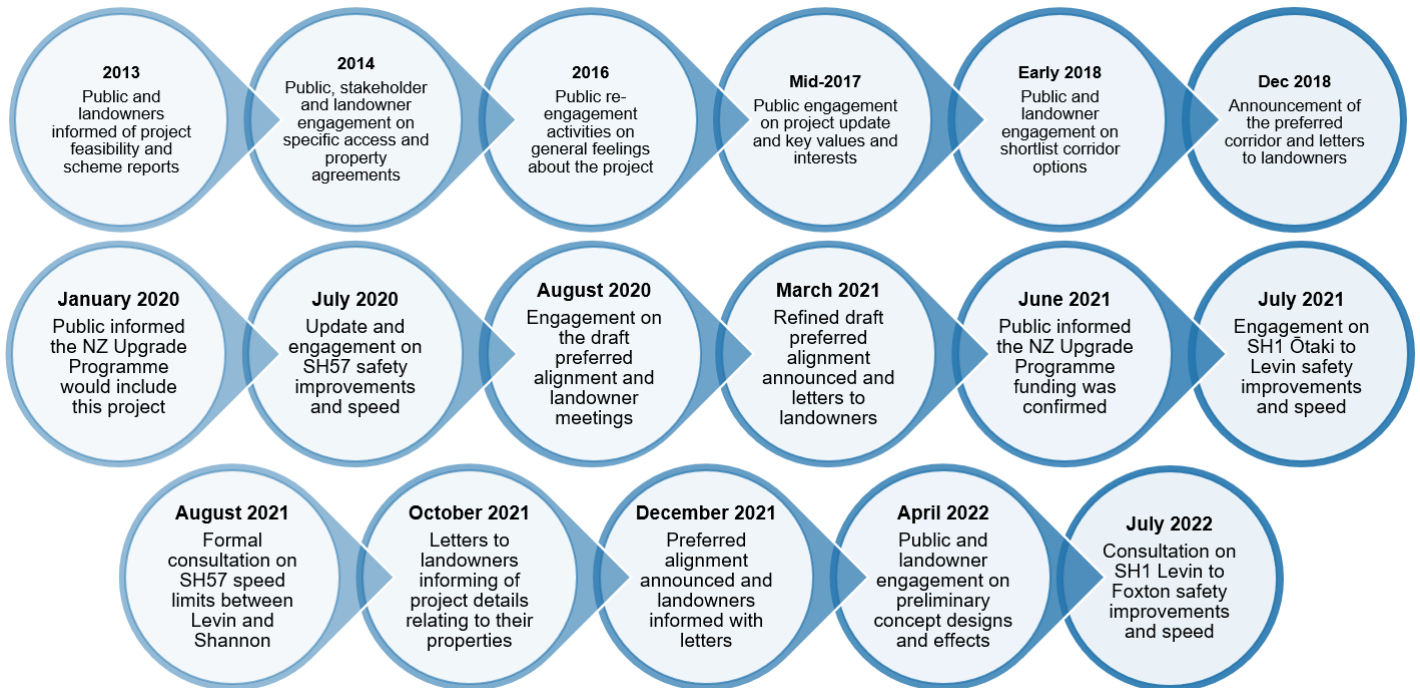 2013
Public and
landowners
informed of project
feasibility and
scheme reports
2014
Public, stakeholder
and landowner
engagement on
specific access and
property
agreements
2016
Public re-
engagement
activities on
general feelings
about the project
Mid-2017
Public engagement
on project update
and key values and
interests
Early 2018
Public and
landowner
engagement on
shortlist corridor
options
Dec 2018
Announcement of
the preferred
corridor and letters
to landowners
January 2020
Public informed
the NZ Upgrade
Programme
would include
this project
July 2020
Update and
engagement on
SH57 safety
improvements
and speed
August 2020
Engagement on
the draft
preferred
alignment and
landowner
meetings
March 2021
Refined draft
preferred
alignment
announced and
letters to
landowners
June 2021
Public informed
the NZ Upgrade
Programme
funding was
confirmed
July 2021
Engagement on
SH1 Ōtaki to
Levin safety
improvements
and speed
August 2021
Formal
consultation on
SH57 speed
limits between
Levin and
Shannon
October 2021
Letters to
landowners
informing of
project details
relating to their
properties
December 2021
Preferred
alignment
announced and
landowners
informed with
letters
April 2022
Public and
landowner
engagement on
preliminary
concept designs
and effects
July 2022
Consultation on
SH1 Levin to
Foxton safety
improvements
and speed